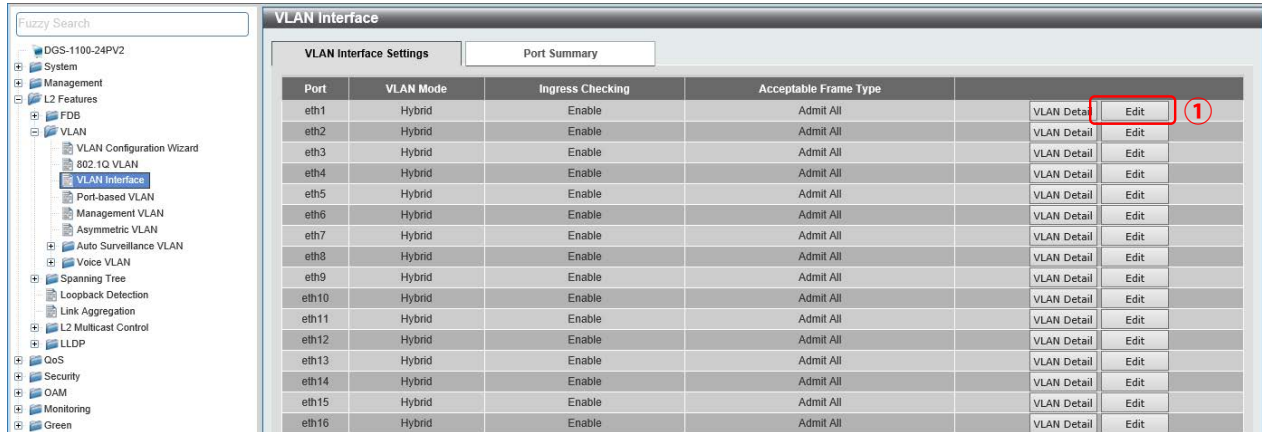 Fuzzy Search
DGS-1100-24PV2
System
Management
L2 Features
FDB
VLAN
VLAN Configuration Wizard
802.1Q VLAN
VLAN Interface
Port-based VLAN
Management VLAN
Asymmetric VLAN
Auto Surveillance VLAN
Voice VLAN
Spanning Tree
Loopback Detection
Link Aggregation
L2 Multicast Control
LLDP
QoS
Security
OAM
Monitoring
Green
VLAN Interface
VLAN Interface Settings Port Summary
Port VLAN Mode Ingress Checking Acceptable Frame Type
eth1 Hybrid Enable Admit All VLAN Detail Edit ①
eth2 Hybrid Enable Admit All VLAN Detail Edit
eth3 Hybrid Enable Admit All VLAN Detail Edit
eth4 Hybrid Enable Admit All VLAN Detail Edit
eth5 Hybrid Enable Admit All VLAN Detail Edit
eth6 Hybrid Enable Admit All VLAN Detail Edit
eth7 Hybrid Enable Admit All VLAN Detail Edit
eth8 Hybrid Enable Admit All VLAN Detail Edit
eth9 Hybrid Enable Admit All VLAN Detail Edit
eth10 Hybrid Enable Admit All VLAN Detail Edit
eth11 Hybrid Enable Admit All VLAN Detail Edit
eth12 Hybrid Enable Admit All VLAN Detail Edit
eth13 Hybrid Enable Admit All VLAN Detail Edit
eth14 Hybrid Enable Admit All VLAN Detail Edit
eth15 Hybrid Enable Admit All VLAN Detail Edit
eth16 Hybrid Enable Admit All VLAN Detail Edit